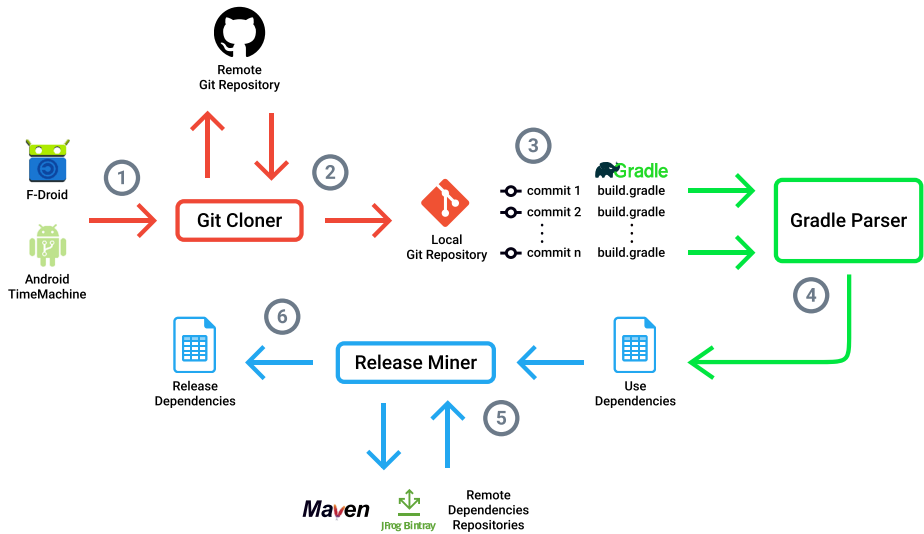 Remote
Git Repository
F-Droid
1
2
3
Git Cloner
Android
TimeMachine
Local
Git Repository
Gradle
commit 1 build.gradle
commit 2 build.gradle
commit n build.gradle
Gradle Parser
4
Use
Dependencies
Release Miner
5
6
Release
Dependencies
Maven
JFrog Bintray
Remote
Dependencies
Repositories